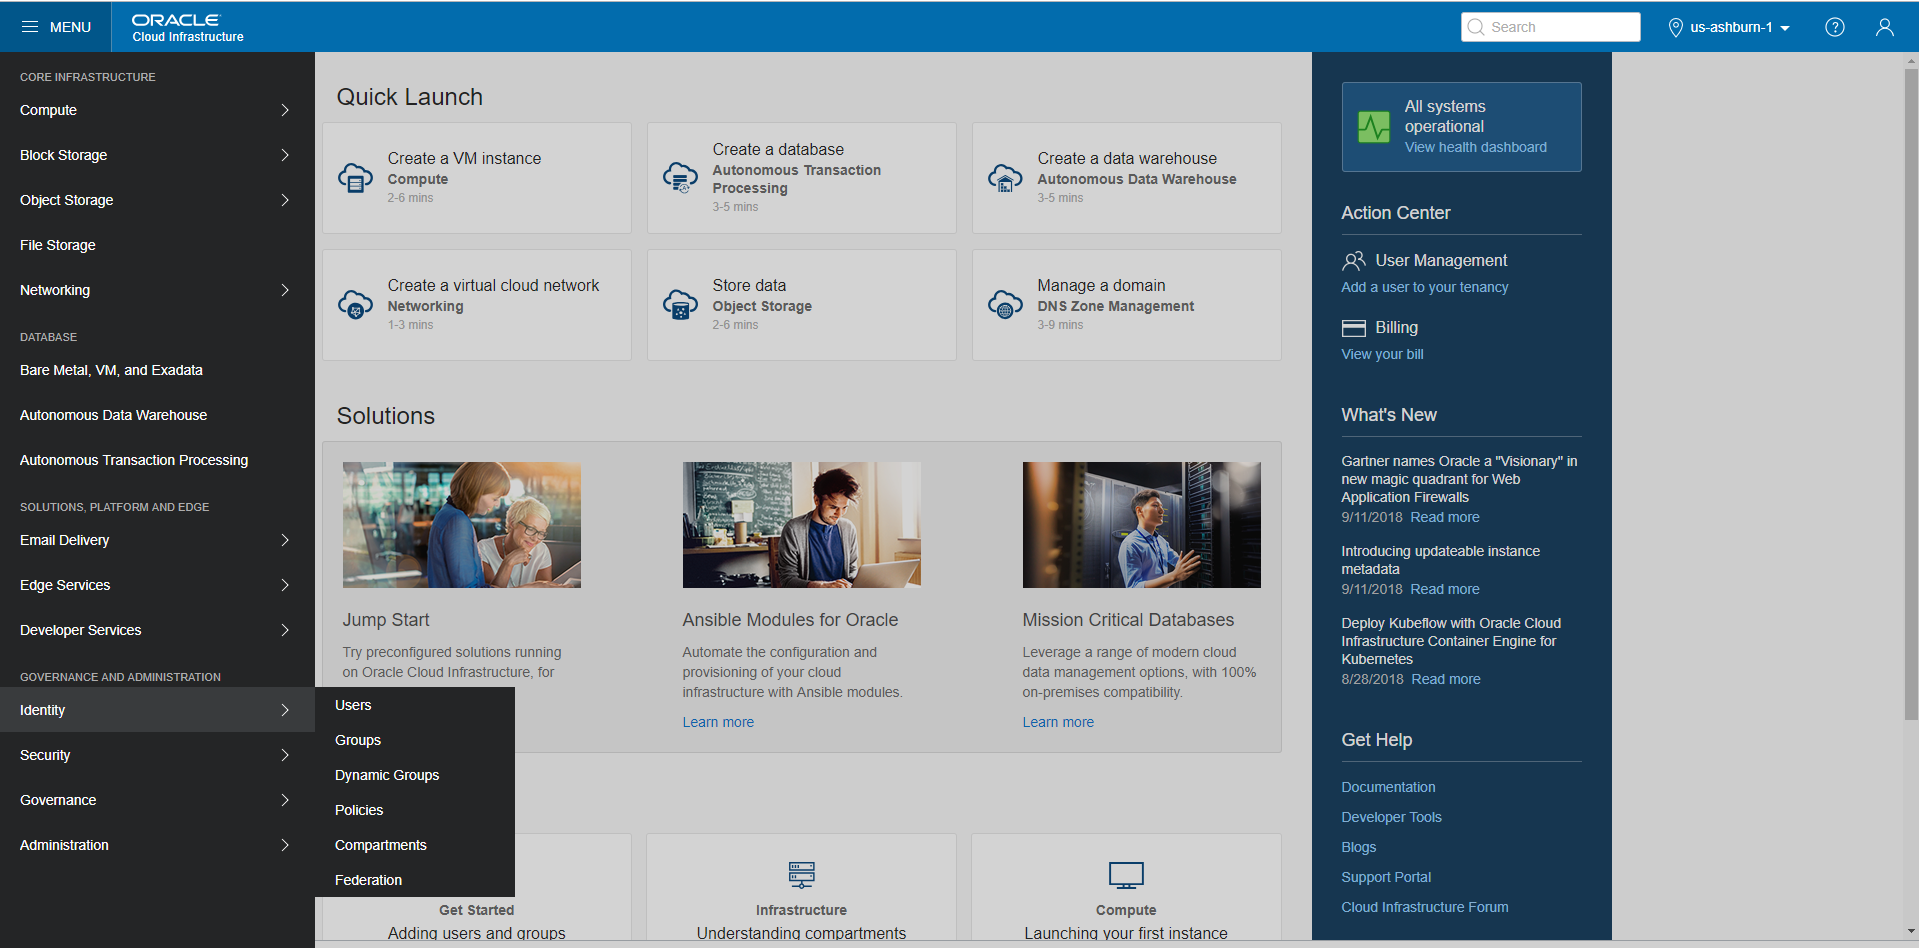 MENU
ORACLE
Cloud Infrastructure
Search
us-ashburn-1
CORE INFRASTRUCTURE
Compute
Block Storage
Object Storage
File Storage
Networking
DATABASE
Bare Metal, VM, and Exadata
Autonomous Data Warehouse
Autonomous Transaction Processing
SOLUTIONS, PLATFORM AND EDGE
Email Delivery
Edge Services
Developer Services
GOVERNANCE AND ADMINISTRATION
Identity
Security
Governance
Administration
Users
Groups
Dynamic Groups
Policies
Compartments
Federation
Quick Launch
Create a VM instance
Compute
2-6 mins
Create a database
Autonomous Transaction
Processing
3-5 mins
Create a data warehouse
Autonomous Data Warehouse
3-5 mins
Create a virtual cloud network
Networking
1-3 mins
Store data
Object Storage
2-6 mins
Manage a domain
DNS Zone Management
3-9 mins
Solutions
Jump Start
Try preconfigured solutions running
on Oracle Cloud Infrastructure, for
Ansible Modules for Oracle
Automate the configuration and
provisioning of your cloud
infrastructure with Ansible modules.
Learn more
Mission Critical Databases
Leverage a range of modern cloud
data management options, with 100%
on-premises compatibility.
Learn more
Get Started
Adding users and groups
Infrastructure
Understanding compartments
Compute
Launching your first instance
All systems
operational
View health dashboard
Action Center
User Management
Add a user to your tenancy
Billing
View your bill
What's New
Gartner names Oracle a "Visionary" in
new magic quadrant for Web
Application Firewalls
9/11/2018 Read more
Introducing updateable instance
metadata
9/11/2018 Read more
Deploy Kubeflow with Oracle Cloud
Infrastructure Container Engine for
Kubernetes
8/28/2018 Read more
Get Help
Documentation
Developer Tools
Blogs
Support Portal
Cloud Infrastructure Forum